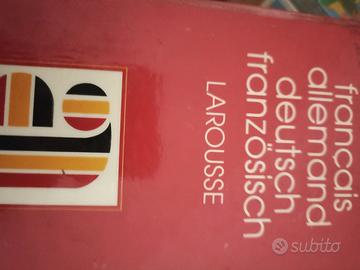 français
allemand
deutsch
französisch
LAROUSSE
subito